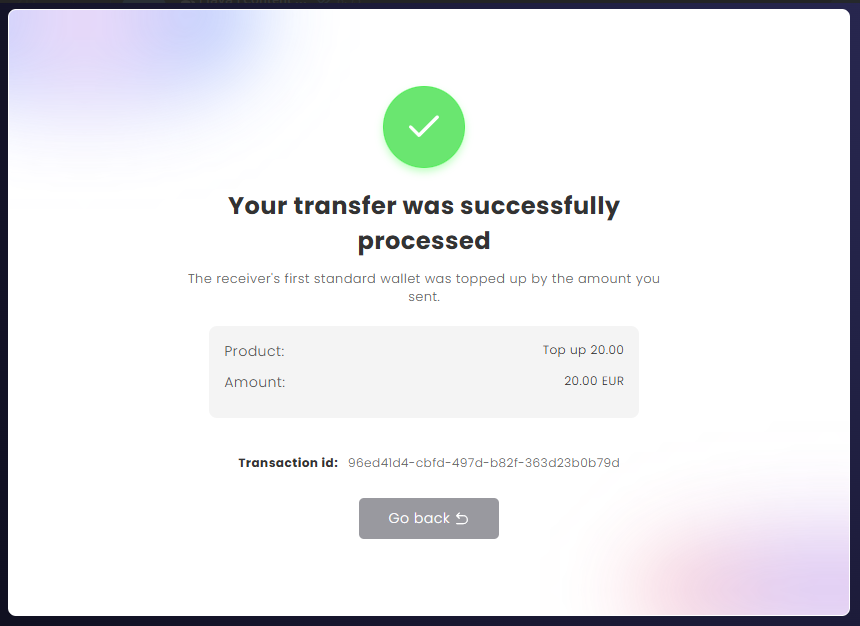 Your transfer was successfully
processed
The receiver's first standard wallet was topped up by the amount you
sent.
Product: Top up 20.00
Amount: 20.00 EUR
Transaction id: 96ed41d4-cbfd-497d-b82f-363d23b0b79d
Go back